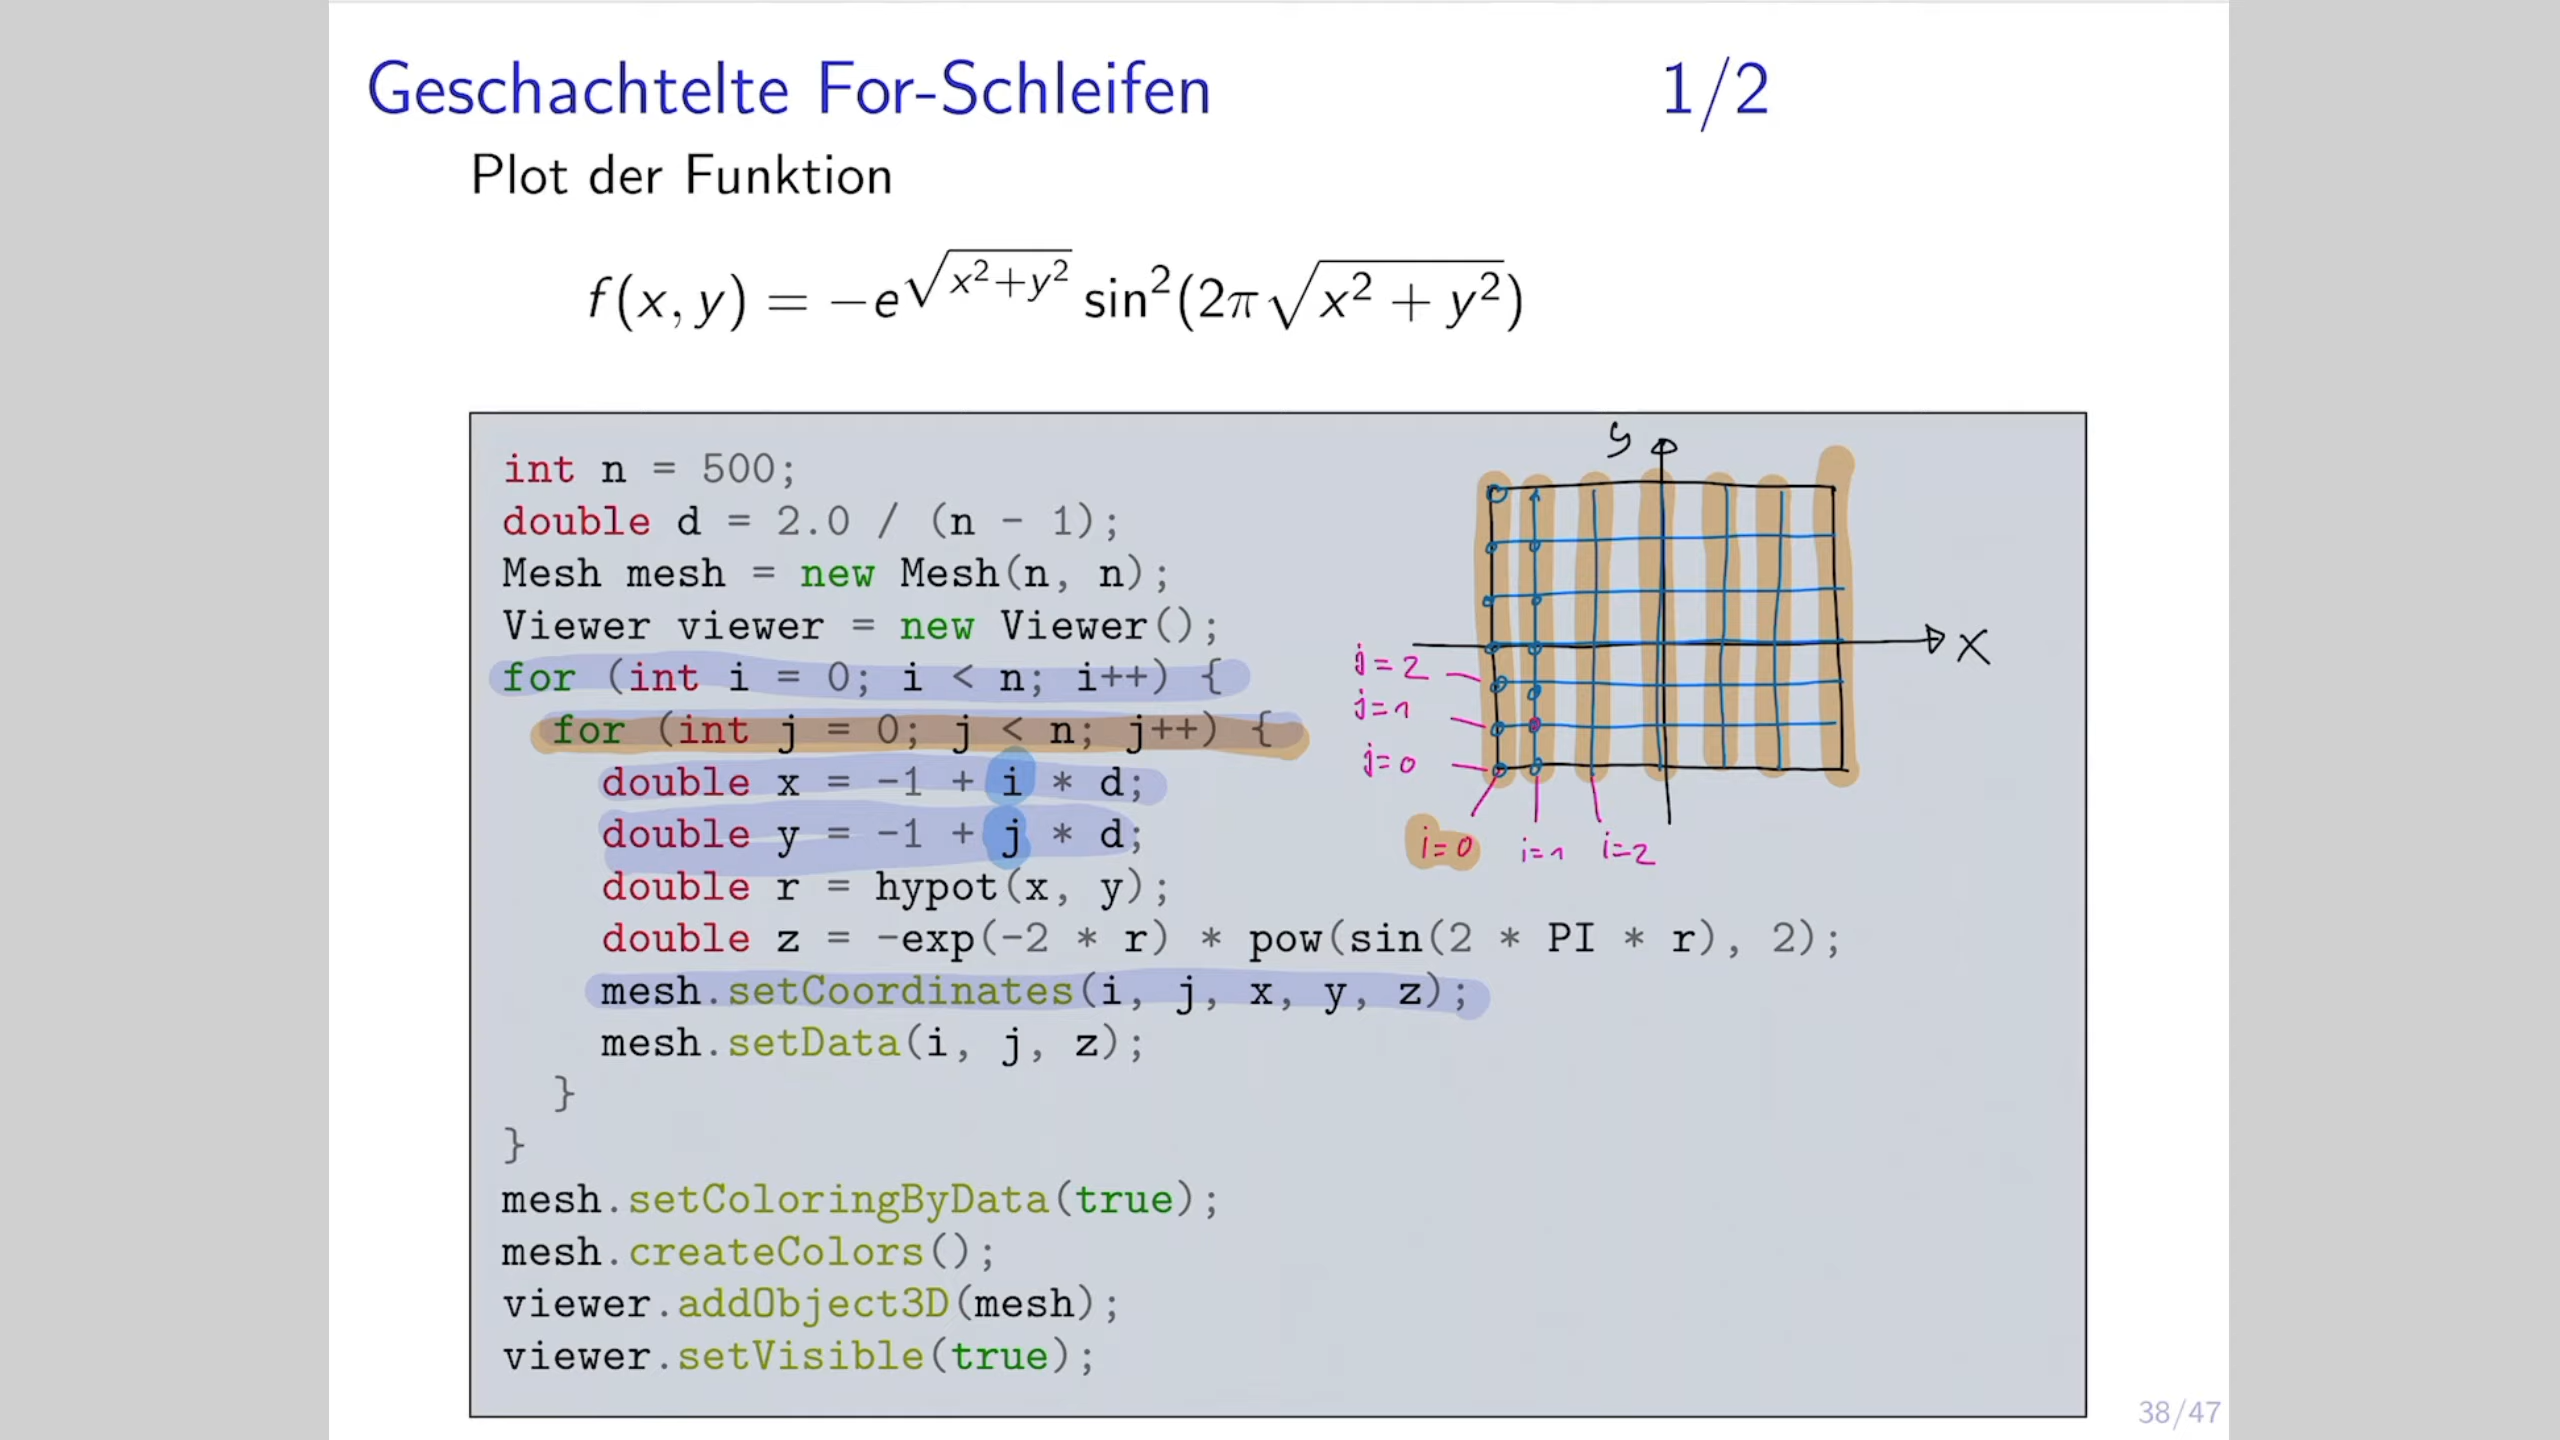 Geschachtelte For-Schleifen 1/2
Plot der Funktion
f(x, y) = −e^√(x²+y²) sin²(2π√(x² + y²))
int n = 500;
double d = 2.0 / (n - 1);
Mesh mesh = new Mesh(n, n);
Viewer viewer = new Viewer();
for (int i = 0; i < n; i++) {
for (int j = 0; j < n; j++) {
double x = -1 + i * d;
double y = -1 + j * d;
double r = hypot(x, y);
double z = -exp(-2 * r) * pow(sin(2 * PI * r), 2);
mesh.setCoordinates(i, j, x, y, z);
mesh.setData(i, j, z);
}
}
mesh.setColoringByData(true);
mesh.createColors();
viewer.addObject3D(mesh);
viewer.setVisible(true);
y
x
j=2
j=1
j=0
i=0 i=1 i=2
38/47